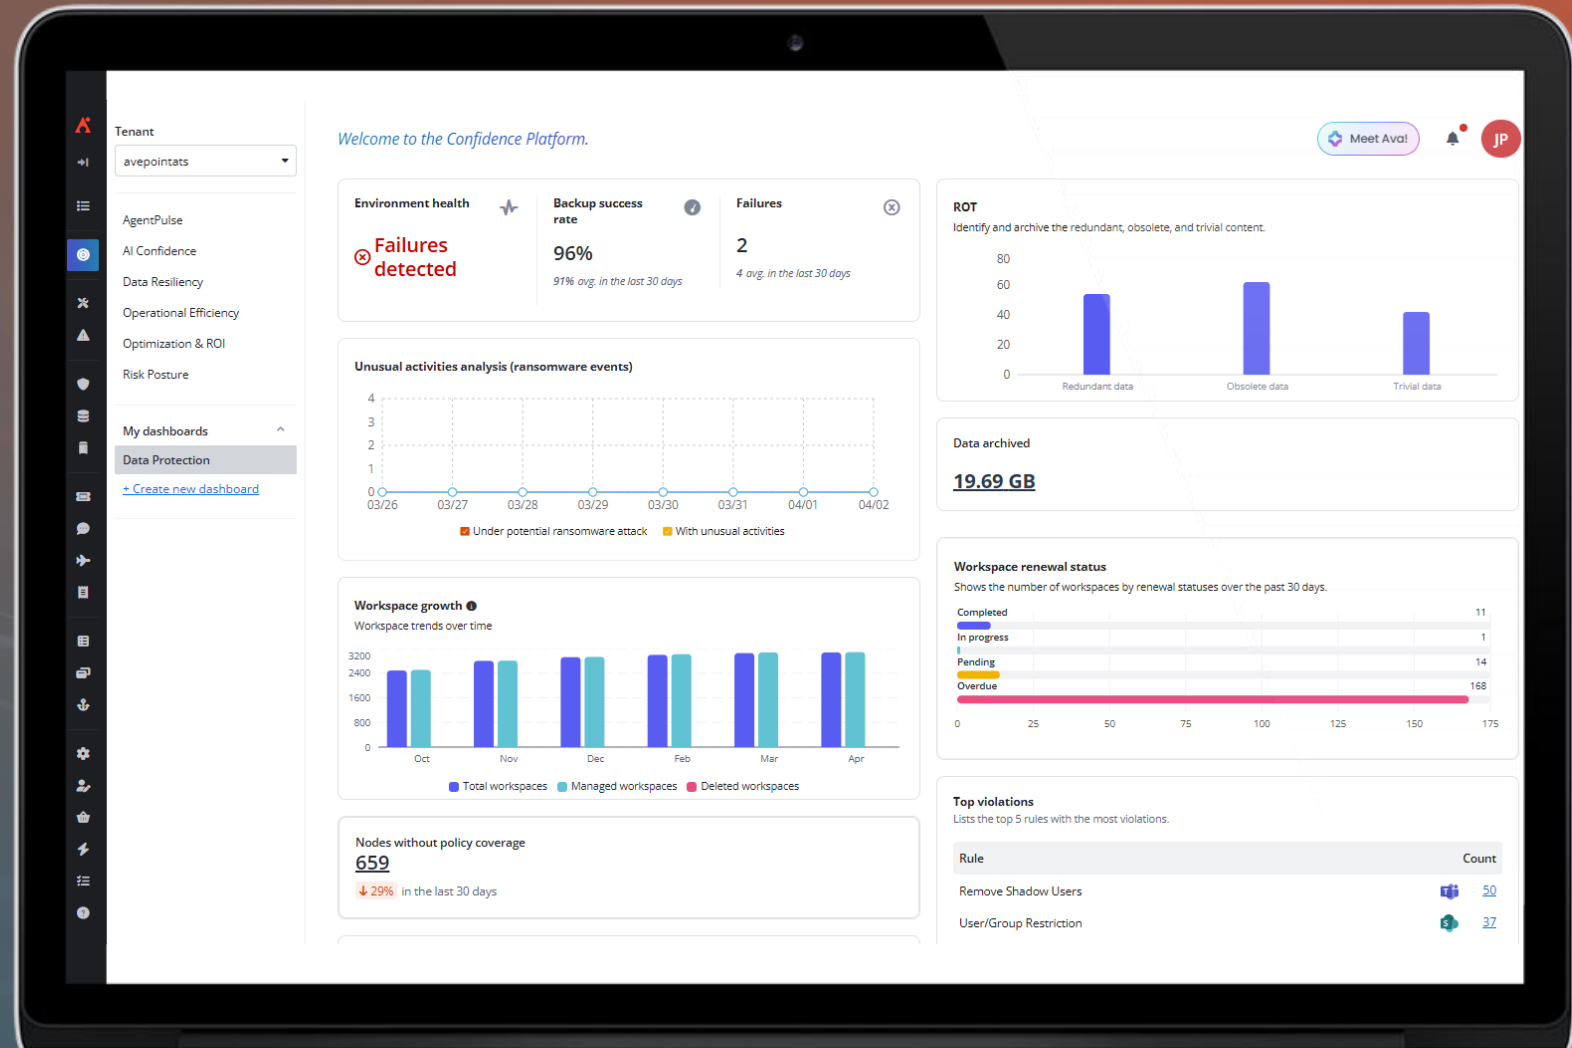 Tenant
avepointats
AgentPulse
AI Confidence
Data Resiliency
Operational Efficiency
Optimization & ROI
Risk Posture
My dashboards
Data Protection
+ Create new dashboard
Welcome to the Confidence Platform.
Meet Ava!
JP
Environment health
Failures
detected
Backup success
rate
96%
91% avg. in the last 30 days
Failures
2
4 avg. in the last 30 days
Unusual activities analysis (ransomware events)
4
3
2
1
0
03/26 03/27 03/28 03/29 03/30 03/31 04/01 04/02
Under potential ransomware attack With unusual activities
Workspace growth
Workspace trends over time
3200
2400
1600
800
0
Oct Nov Dec Feb Mar Apr
Total workspaces Managed workspaces Deleted workspaces
Nodes without policy coverage
659
29% in the last 30 days
ROT
Identify and archive the redundant, obsolete, and trivial content.
80
60
40
20
0
Redundant data Obsolete data Trivial data
Data archived
19.69 GB
Workspace renewal status
Shows the number of workspaces by renewal statuses over the past 30 days.
Completed 11
In progress 1
Pending 14
Overdue 168
0 25 50 75 100 125 150 175
Top violations
Lists the top 5 rules with the most violations.
Rule Count
Remove Shadow Users 50
User/Group Restriction 37